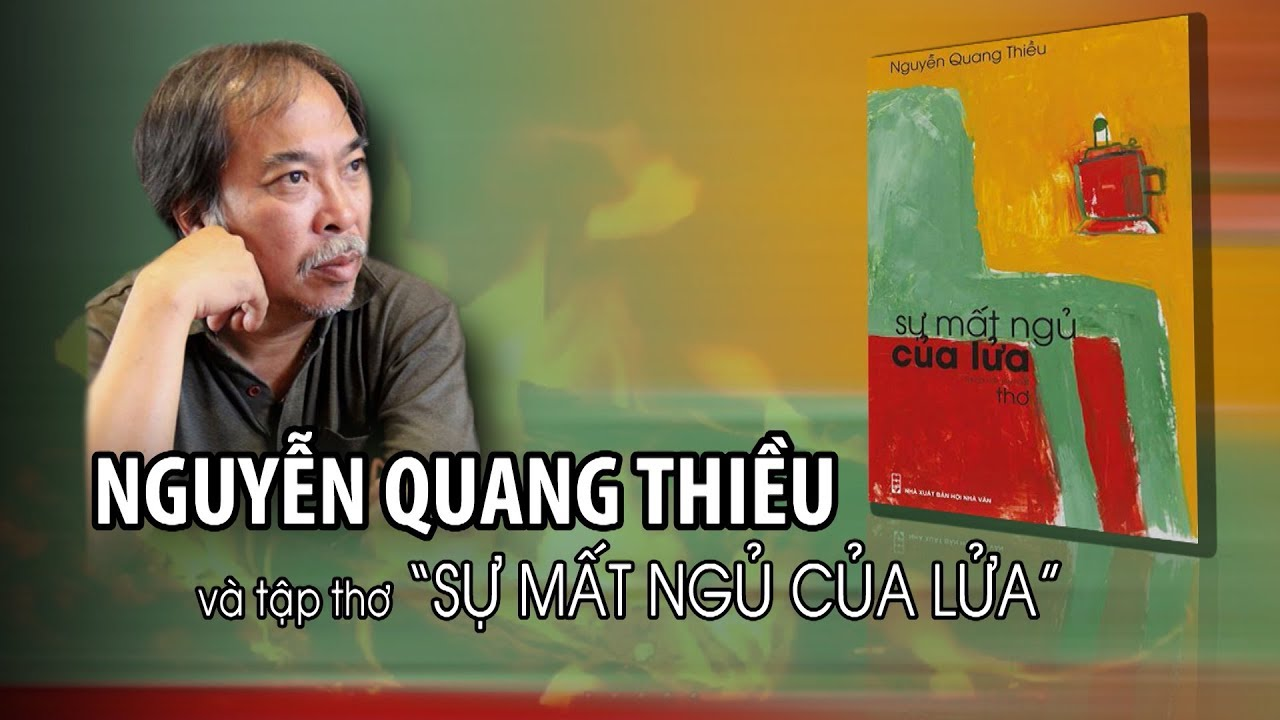 Nguyễn Quang Thiều
sự mất ngủ
của lửa
thơ
NHÀ XUẤT BẢN HỘI NHÀ VĂN
NGUYỄN QUANG THIỀU
và tập thơ “SỰ MẤT NGỦ CỦA LỬA”